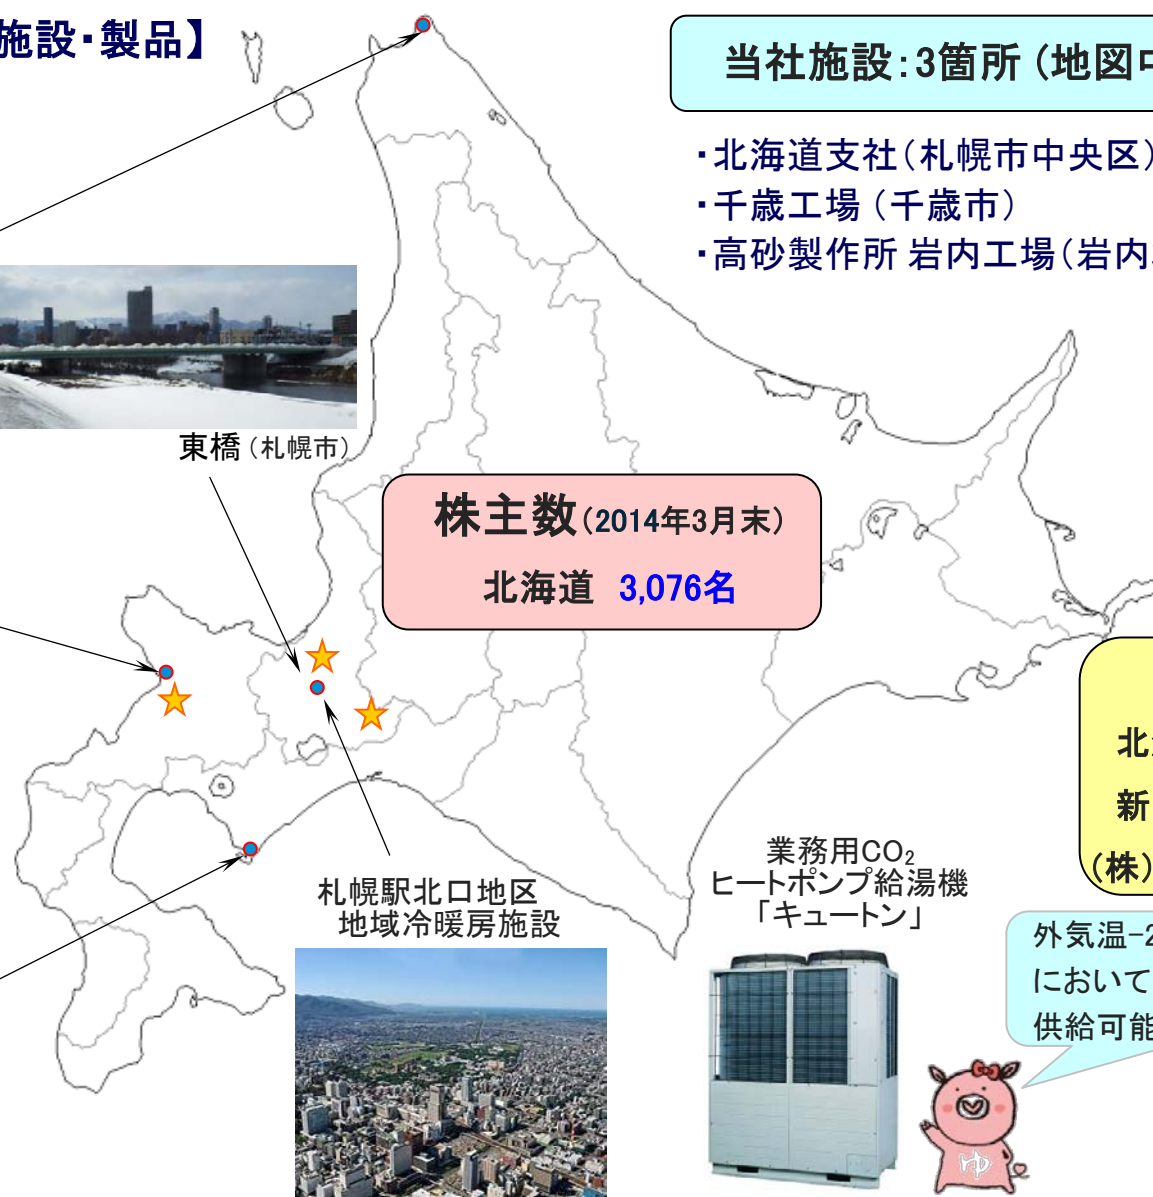 施設・製品】
当社施設:3箇所(地図中
・北海道支社(札幌市中央区)
・千歳工場(千歳市)
・高砂製作所 岩内工場(岩内
東橋(札幌市)
株主数(2014年3月末)
北海道 3,076名
北
新
(株)
札幌駅北口地区
地域冷暖房施設
業務用CO₂
ヒートポンプ給湯機
「キュートン」
外気温-2
において
供給可能
ゆ